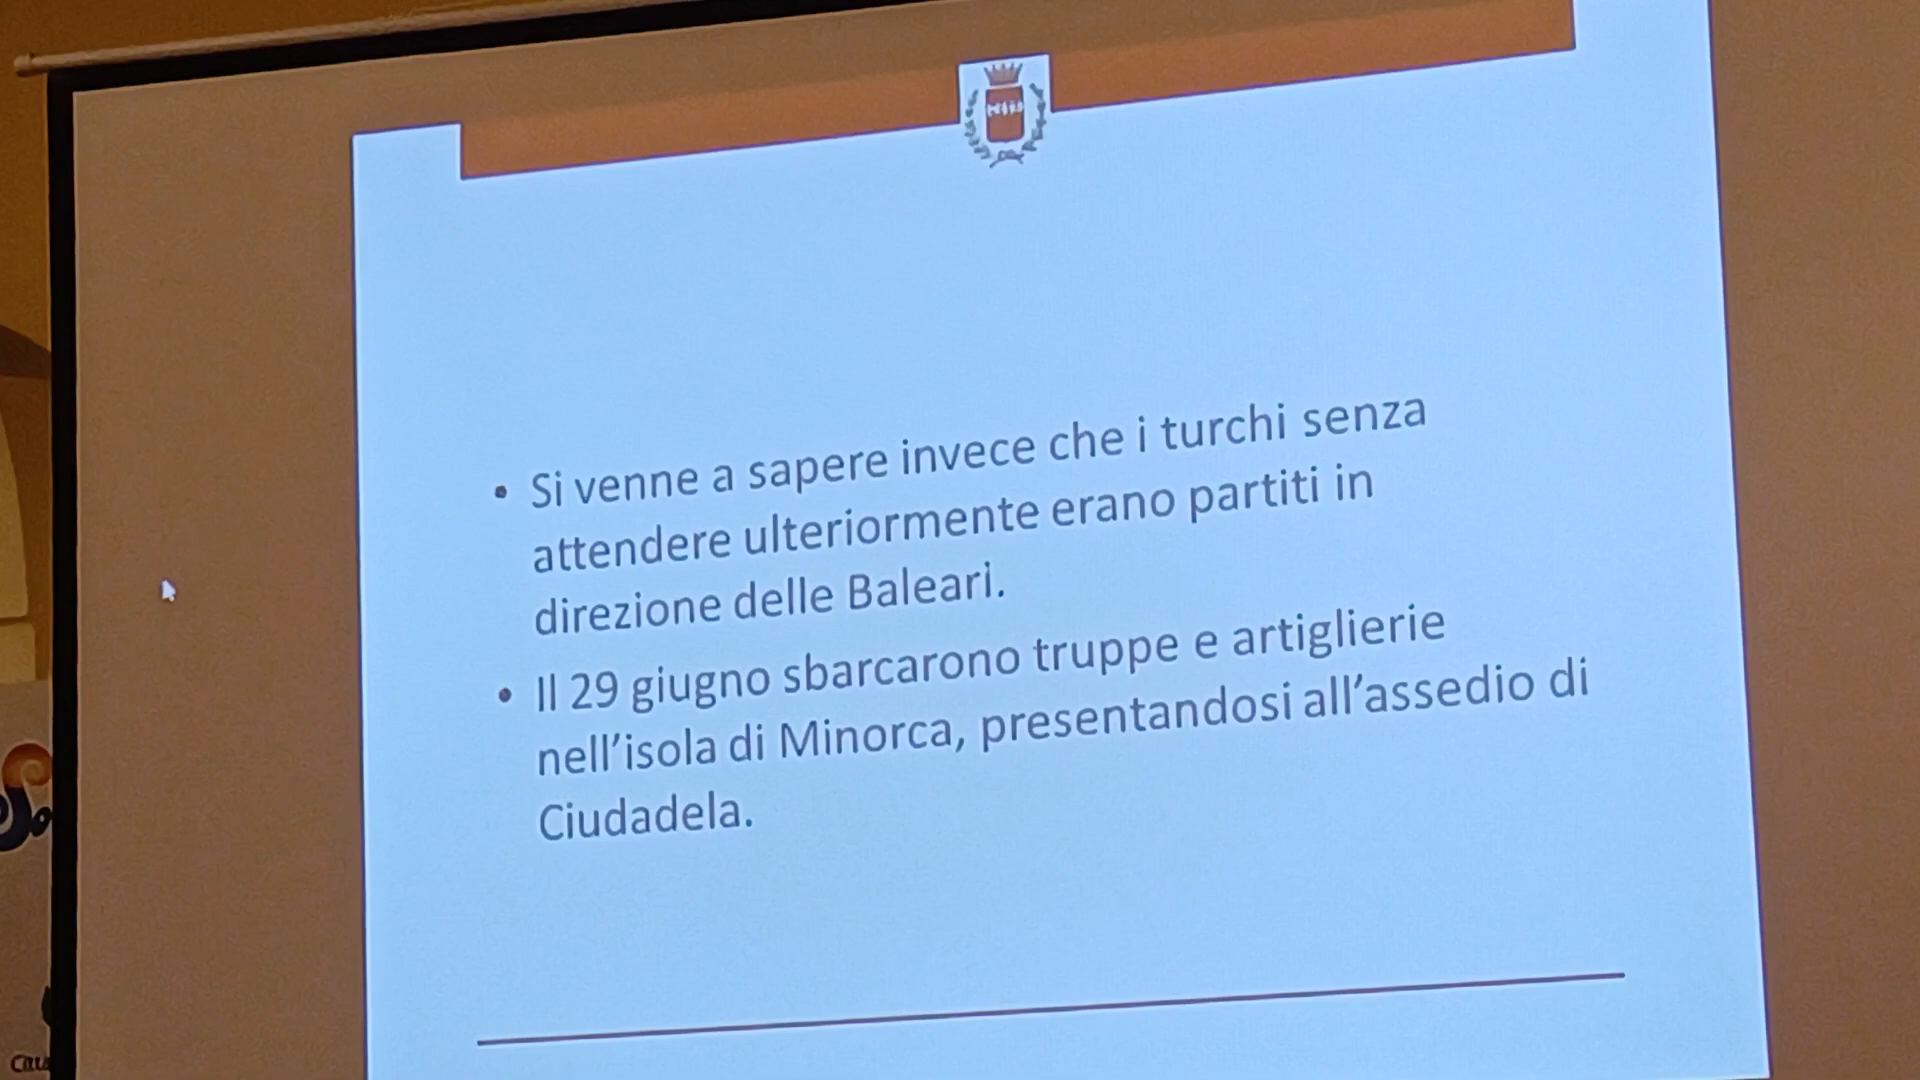 • Si venne a sapere invece che i turchi senza
attendere ulteriormente erano partiti in
direzione delle Baleari.
• Il 29 giugno sbarcarono truppe e artiglierie
nell'isola di Minorca, presentandosi all'assedio di
Ciudadela.